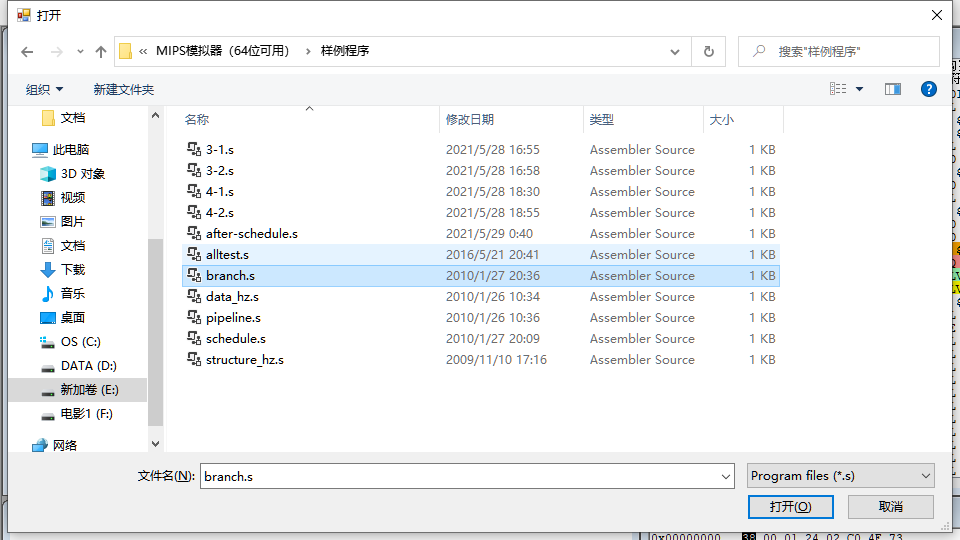 打开
« MIPS模拟器（64位可用） › 样例程序
搜索"样例程序"
组织 新建文件夹
名称 修改日期 类型 大小
文档
此电脑
3D 对象
视频
图片
文档
下载
音乐
桌面
OS (C:)
DATA (D:)
新加卷 (E:)
电影1 (F:)
网络
3-1.s 2021/5/28 16:55 Assembler Source 1 KB
3-2.s 2021/5/28 16:58 Assembler Source 1 KB
4-1.s 2021/5/28 18:30 Assembler Source 1 KB
4-2.s 2021/5/28 18:55 Assembler Source 1 KB
after-schedule.s 2021/5/29 0:40 Assembler Source 1 KB
alltest.s 2016/5/21 20:41 Assembler Source 1 KB
branch.s 2010/1/27 20:36 Assembler Source 1 KB
data_hz.s 2010/1/26 10:34 Assembler Source 1 KB
pipeline.s 2010/1/26 10:36 Assembler Source 1 KB
schedule.s 2010/1/27 20:09 Assembler Source 1 KB
structure_hz.s 2009/11/10 17:16 Assembler Source 1 KB
文件名(N): branch.s Program files (*.s)
打开(O) 取消
0x00000000 38 00 01 24 02 C0 4F 73